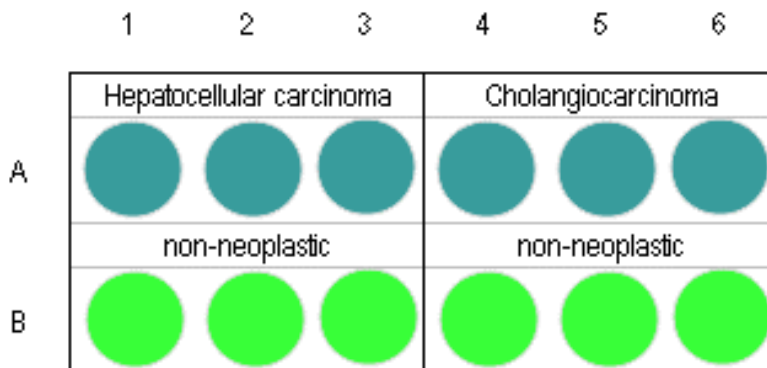 1 2 3 4 5 6
Hepatocellular carcinoma Cholangiocarcinoma
A
non-neoplastic non-neoplastic
B